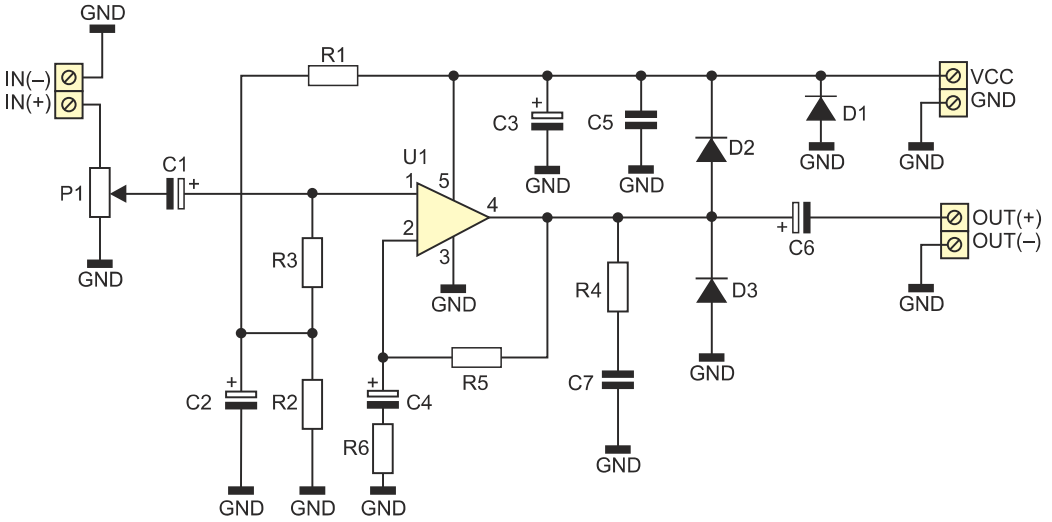 GND
R1
IN(–)
IN(+)
VCC
GND
C3
+
C5
D1
GND
GND
U1
D2
C1
+
P1
1
5
GND
GND
4
2
3
OUT(+)
OUT(–)
+
C6
R3
GND
GND
R4
D3
GND
R5
C7
GND
+
C2
R2
+
C4
R6
GND
GND
GND
GND